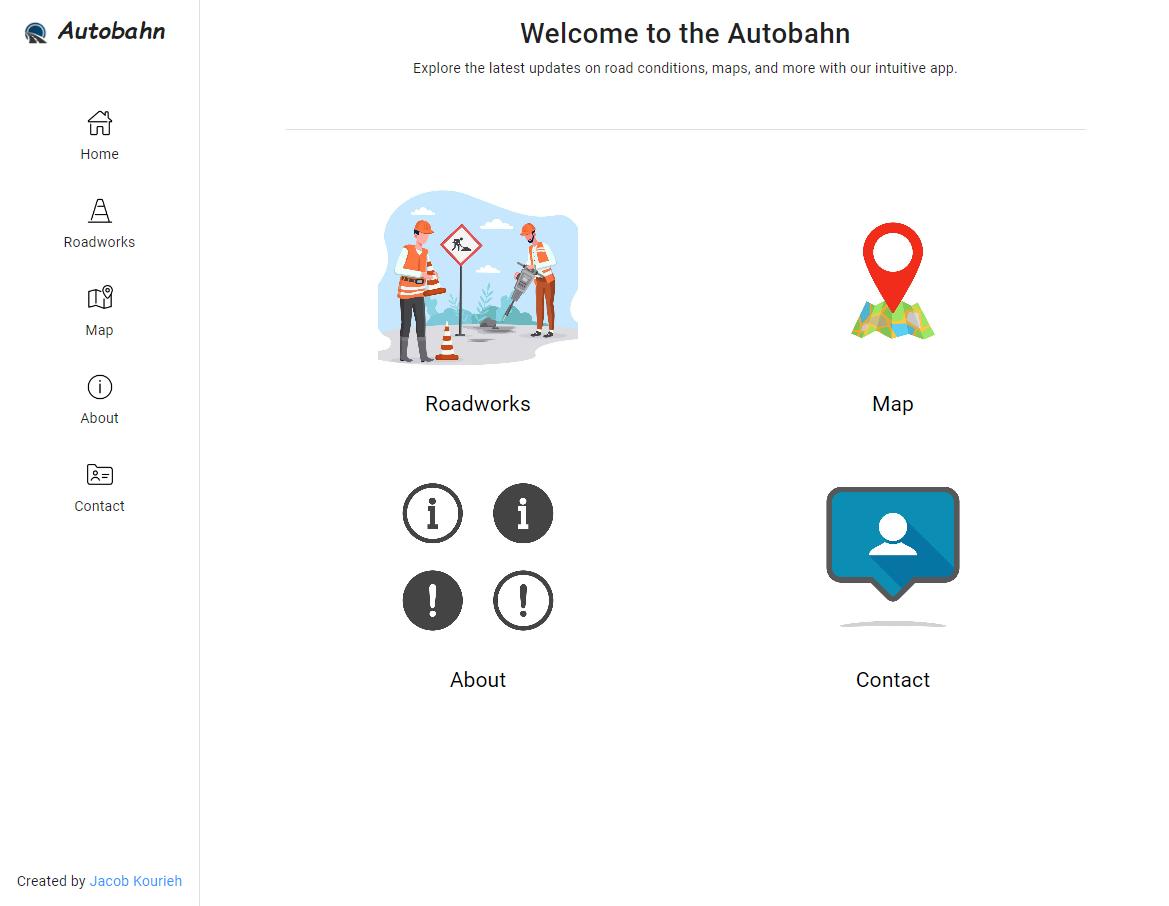 Autobahn
Home
Roadworks
Map
About
Contact
Created by Jacob Kourieh
Welcome to the Autobahn
Explore the latest updates on road conditions, maps, and more with our intuitive app.
Roadworks
Map
About
Contact